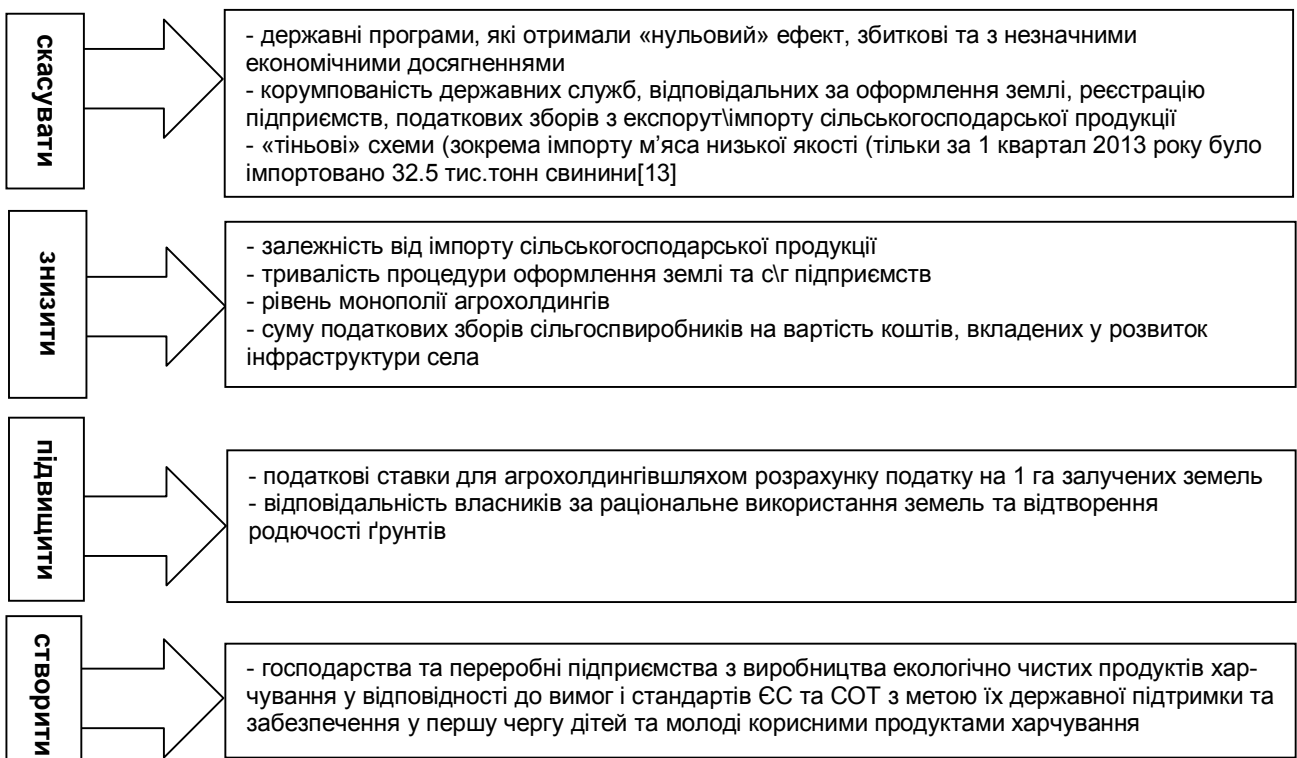 скасувати
- державні програми, які отримали «нульовий» ефект, збиткові та з незначними
економічними досягненнями
- корумпованість державних служб, відповідальних за оформлення землі, реєстрацію
підприємств, податкових зборів з експорут\імпорту сільськогосподарської продукції
- «тіньові» схеми (зокрема імпорту м’яса низької якості (тільки за 1 квартал 2013 року було
імпортовано 32.5 тис.тонн свинини[13]
знизити
- залежність від імпорту сільськогосподарської продукції
- тривалість процедури оформлення землі та с\г підприємств
- рівень монополії агрохолдингів
- суму податкових зборів сільгоспвиробників на вартість коштів, вкладених у розвиток
інфраструктури села
підвищити
- податкові ставки для агрохолдингівшляхом розрахунку податку на 1 га залучених земель
- відповідальність власників за раціональне використання земель та відтворення
родючості ґрунтів
створити
- господарства та переробні підприємства з виробництва екологічно чистих продуктів хар-
чування у відповідності до вимог і стандартів ЄС та СОТ з метою їх державної підтримки та
забезпечення у першу чергу дітей та молоді корисними продуктами харчування